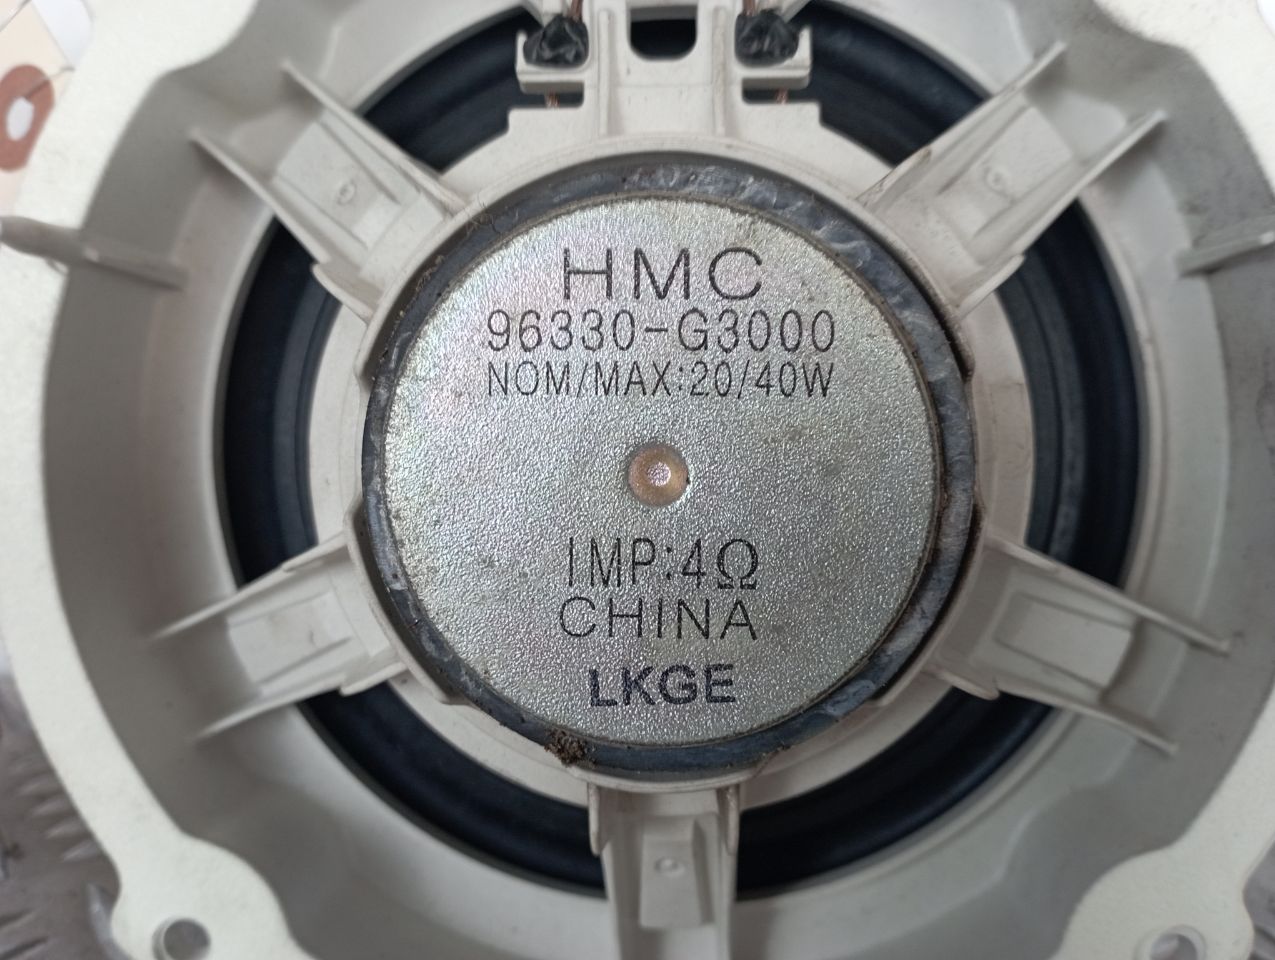 HMC
96330-G3000
NOM/MAX:20/40W
IMP:4Ω
CHINA
LKGE